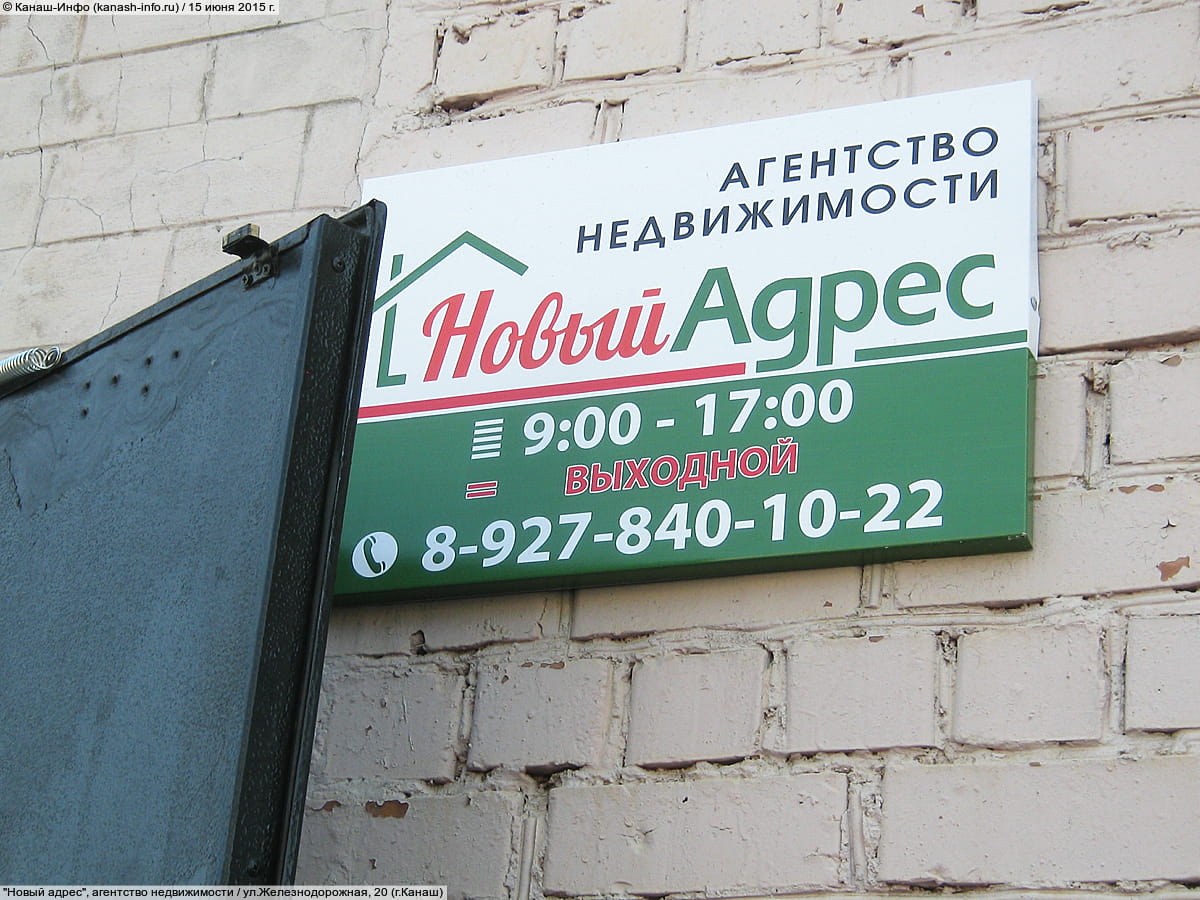 © Канаш-Инфо (kanash-info.ru) / 15 июня 2015 г.
АГЕНТСТВО
НЕДВИЖИМОСТИ
Новый Адрес
9:00 - 17:00
ВЫХОДНОЙ
8-927-840-10-22
"Новый адрес", агентство недвижимости / ул.Железнодорожная, 20 (г.Канаш)